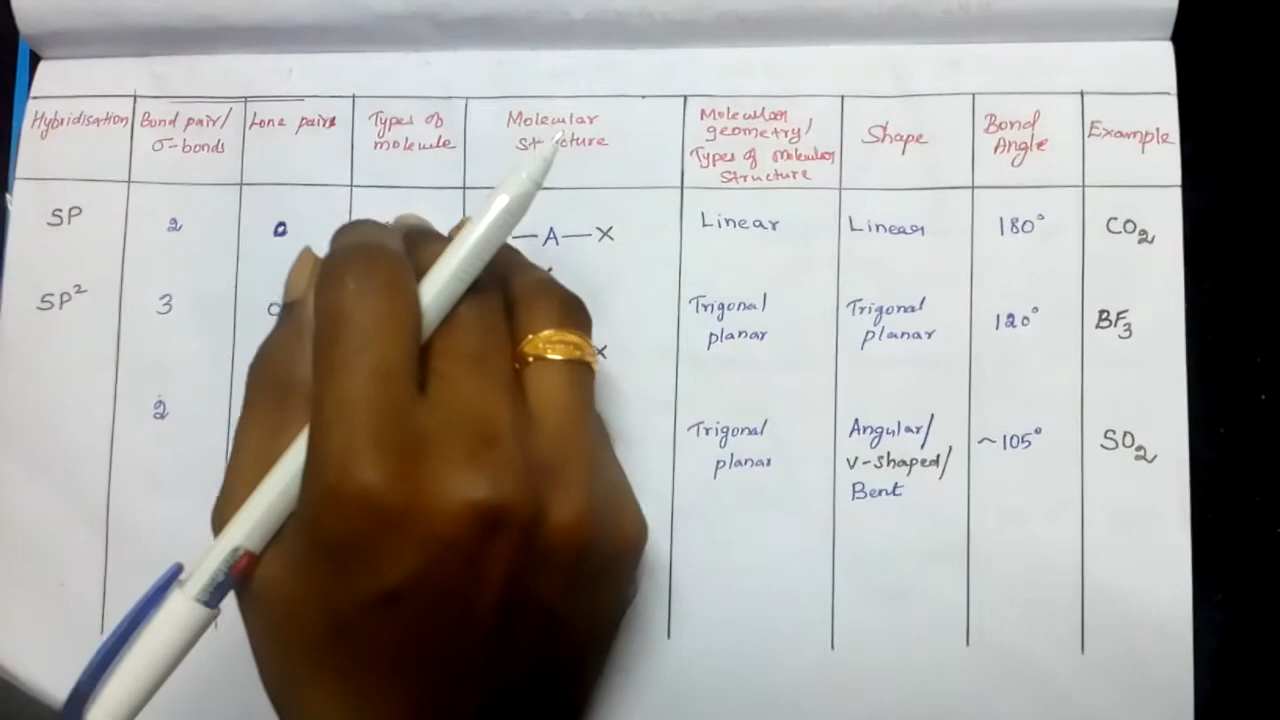 Hybridisation
Bond pair/
σ-bonds
Lone pairs
Types of
molecule
Molecular
Structure
Molecular
geometry/
Types of Molecular
Structure
Shape
Bond
Angle
Example
SP
2
0
—A—X
Linear
Linear
180°
CO2
SP²
3
X
Trigonal
planar
Trigonal
planar
120°
BF3
2
Trigonal
planar
Angular/
V-shaped/
Bent
~105°
SO2